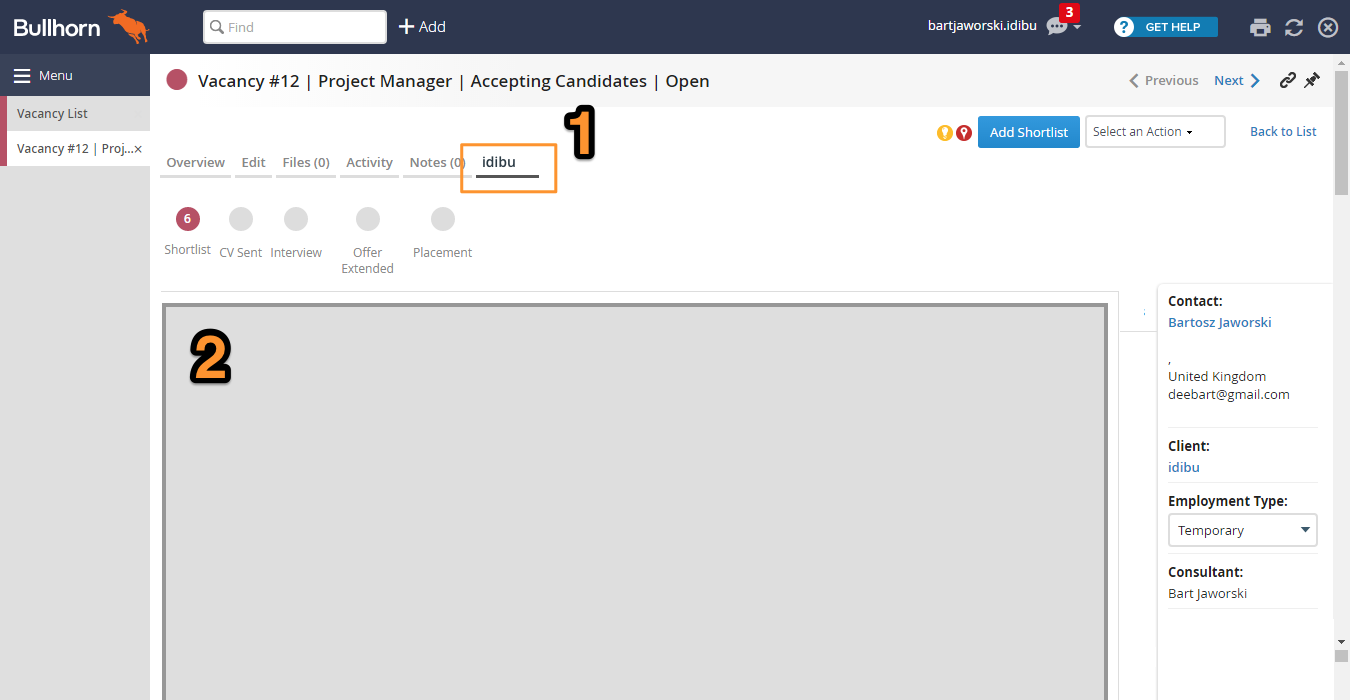 Bullhorn
Find
Add
bartjaworski.idibu
3
? GET HELP
Menu
Vacancy #12 | Project Manager | Accepting Candidates | Open
Previous
Next
Vacancy List
Vacancy #12 | Proj...×
Add Shortlist
Select an Action
Back to List
1
Overview
Edit
Files (0)
Activity
Notes (0)
idibu
6
Shortlist
CV Sent
Interview
Offer
Extended
Placement
2
Contact:
Bartosz Jaworski
,
United Kingdom
deebart@gmail.com
Client:
idibu
Employment Type:
Temporary
Consultant:
Bart Jaworski